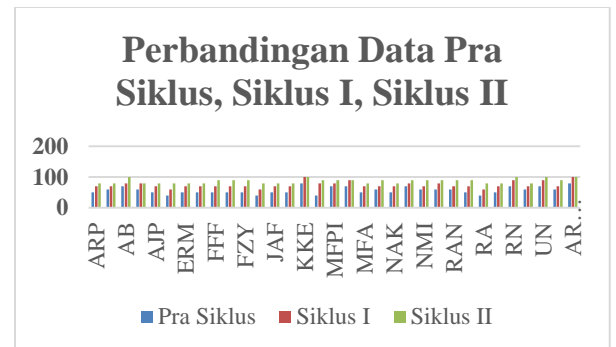 Perbandingan Data Pra
Siklus, Siklus I, Siklus II
200
100
0
ARP
AB
AJP
ERM
FFF
FZY
JAF
KKE
MFPI
MFA
NAK
NMI
RAN
RA
RN
UN
AR…
Pra Siklus
Siklus I
Siklus II